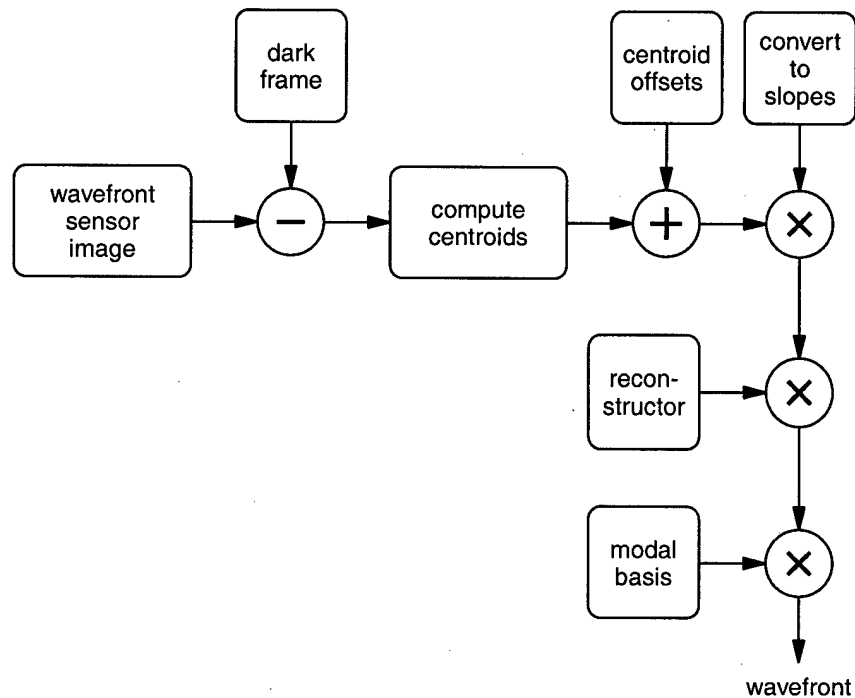 dark
frame
centroid
offsets
convert
to
slopes
wavefront
sensor
image
−
compute
centroids
+
×
recon-
structor
×
modal
basis
×
wavefront